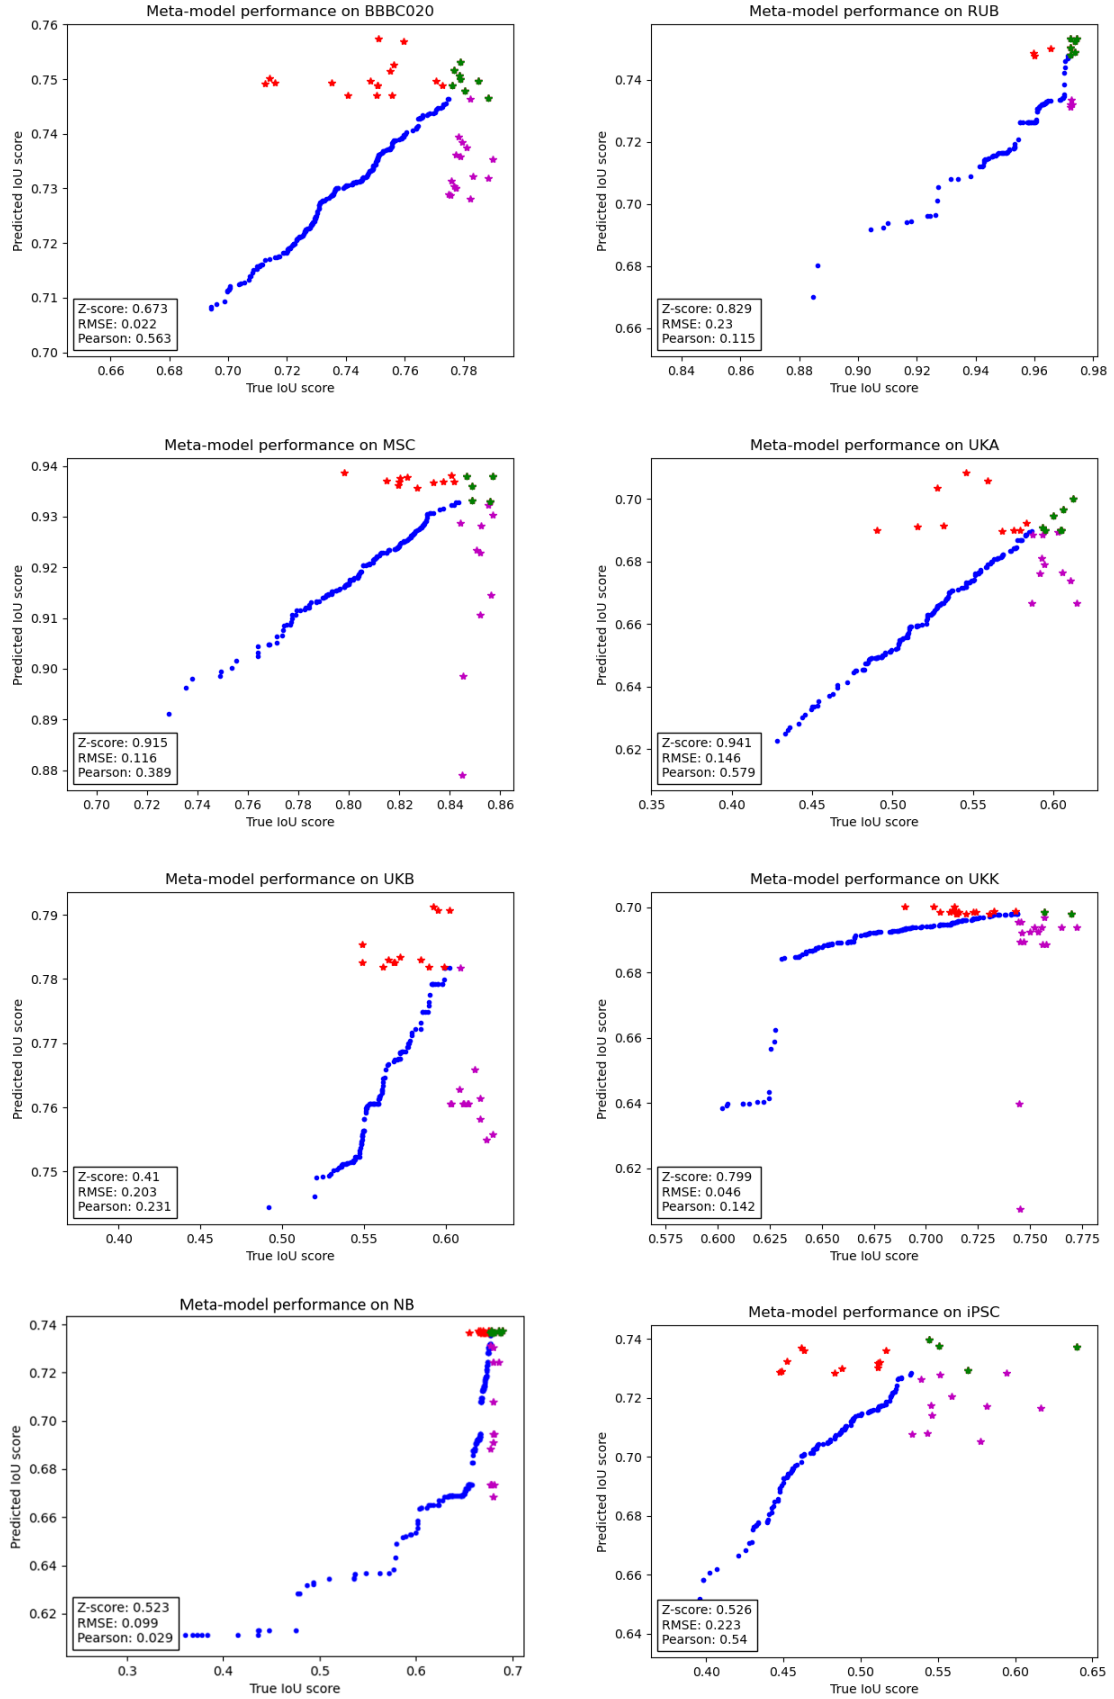 Meta-model performance on BBBC020
0.76
0.75
0.74
0.73
0.72
0.71
0.70
Predicted IoU score
Z-score: 0.673
RMSE: 0.022
Pearson: 0.563
0.66 0.68 0.70 0.72 0.74 0.76 0.78
True IoU score
Meta-model performance on RUB
0.74
0.72
0.70
0.68
0.66
Predicted IoU score
Z-score: 0.829
RMSE: 0.23
Pearson: 0.115
0.84 0.86 0.88 0.90 0.92 0.94 0.96 0.98
True IoU score
Meta-model performance on MSC
0.94
0.93
0.92
0.91
0.90
0.89
0.88
Predicted IoU score
Z-score: 0.915
RMSE: 0.116
Pearson: 0.389
0.70 0.72 0.74 0.76 0.78 0.80 0.82 0.84 0.86
True IoU score
Meta-model performance on UKA
0.70
0.68
0.66
0.64
0.62
Predicted IoU score
Z-score: 0.941
RMSE: 0.146
Pearson: 0.579
0.35 0.40 0.45 0.50 0.55 0.60
True IoU score
Meta-model performance on UKB
0.79
0.78
0.77
0.76
0.75
Predicted IoU score
Z-score: 0.41
RMSE: 0.203
Pearson: 0.231
0.40 0.45 0.50 0.55 0.60
True IoU score
Meta-model performance on UKK
0.70
0.68
0.66
0.64
0.62
Predicted IoU score
Z-score: 0.799
RMSE: 0.046
Pearson: 0.142
0.575 0.600 0.625 0.650 0.675 0.700 0.725 0.750 0.775
True IoU score
Meta-model performance on NB
0.74
0.72
0.70
0.68
0.66
0.64
0.62
Predicted IoU score
Z-score: 0.523
RMSE: 0.099
Pearson: 0.029
0.3 0.4 0.5 0.6 0.7
True IoU score
Meta-model performance on iPSC
0.74
0.72
0.70
0.68
0.66
0.64
Predicted IoU score
Z-score: 0.526
RMSE: 0.223
Pearson: 0.54
0.40 0.45 0.50 0.55 0.60 0.65
True IoU score